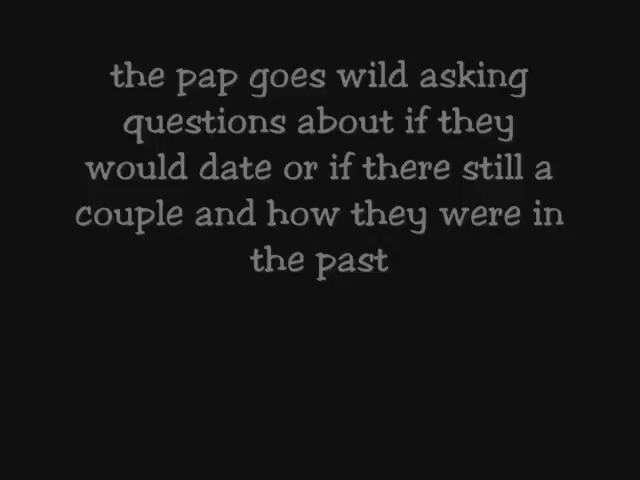 the pap goes wild asking
questions about if they
would date or if there still a
couple and how they were in
the past